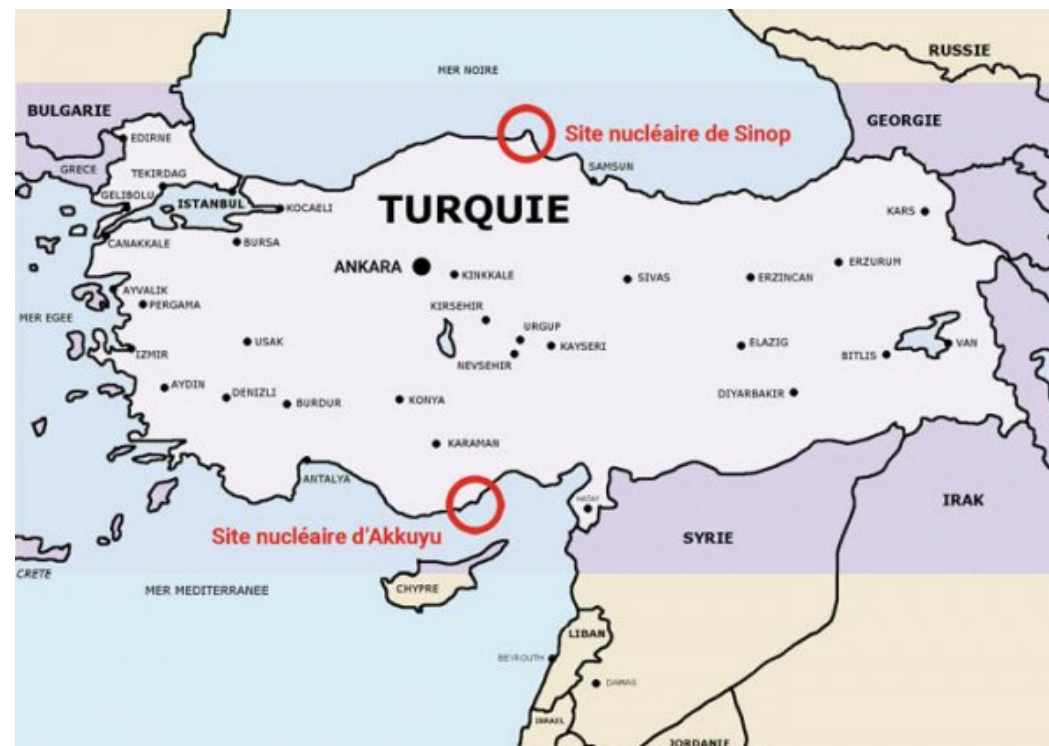 RUSSIE
MER NOIRE
BULGARIE
GEORGIE
Site nucléaire de Sinop
EDIRNE
GRECE
SAMSUN
TEKIRDAG
GELIBOLU
ISTANBUL
KOCAELI
TURQUIE
KARS
CANAKKALE
BURSA
ANKARA
KINKKALE
SIVAS
ERZINCAN
ERZURUM
AYVALIK
PERGAMA
KIRSEHIR
MER EGEE
URGUP
USAK
KAYSERI
ELAZIG
VAN
IZMIR
NEVSEHIR
BITLIS
AYDIN
DENIZLI
BURDUR
KONYA
DIYARBAKIR
KARAMAN
ANTALYA
HATAY
IRAK
Site nucléaire d'Akkuyu
SYRIE
CRETE
MER MEDITERRANEE
CHYPRE
LIBAN
BEYROUTH
DAMAS
ISRAEL
JORDANIE